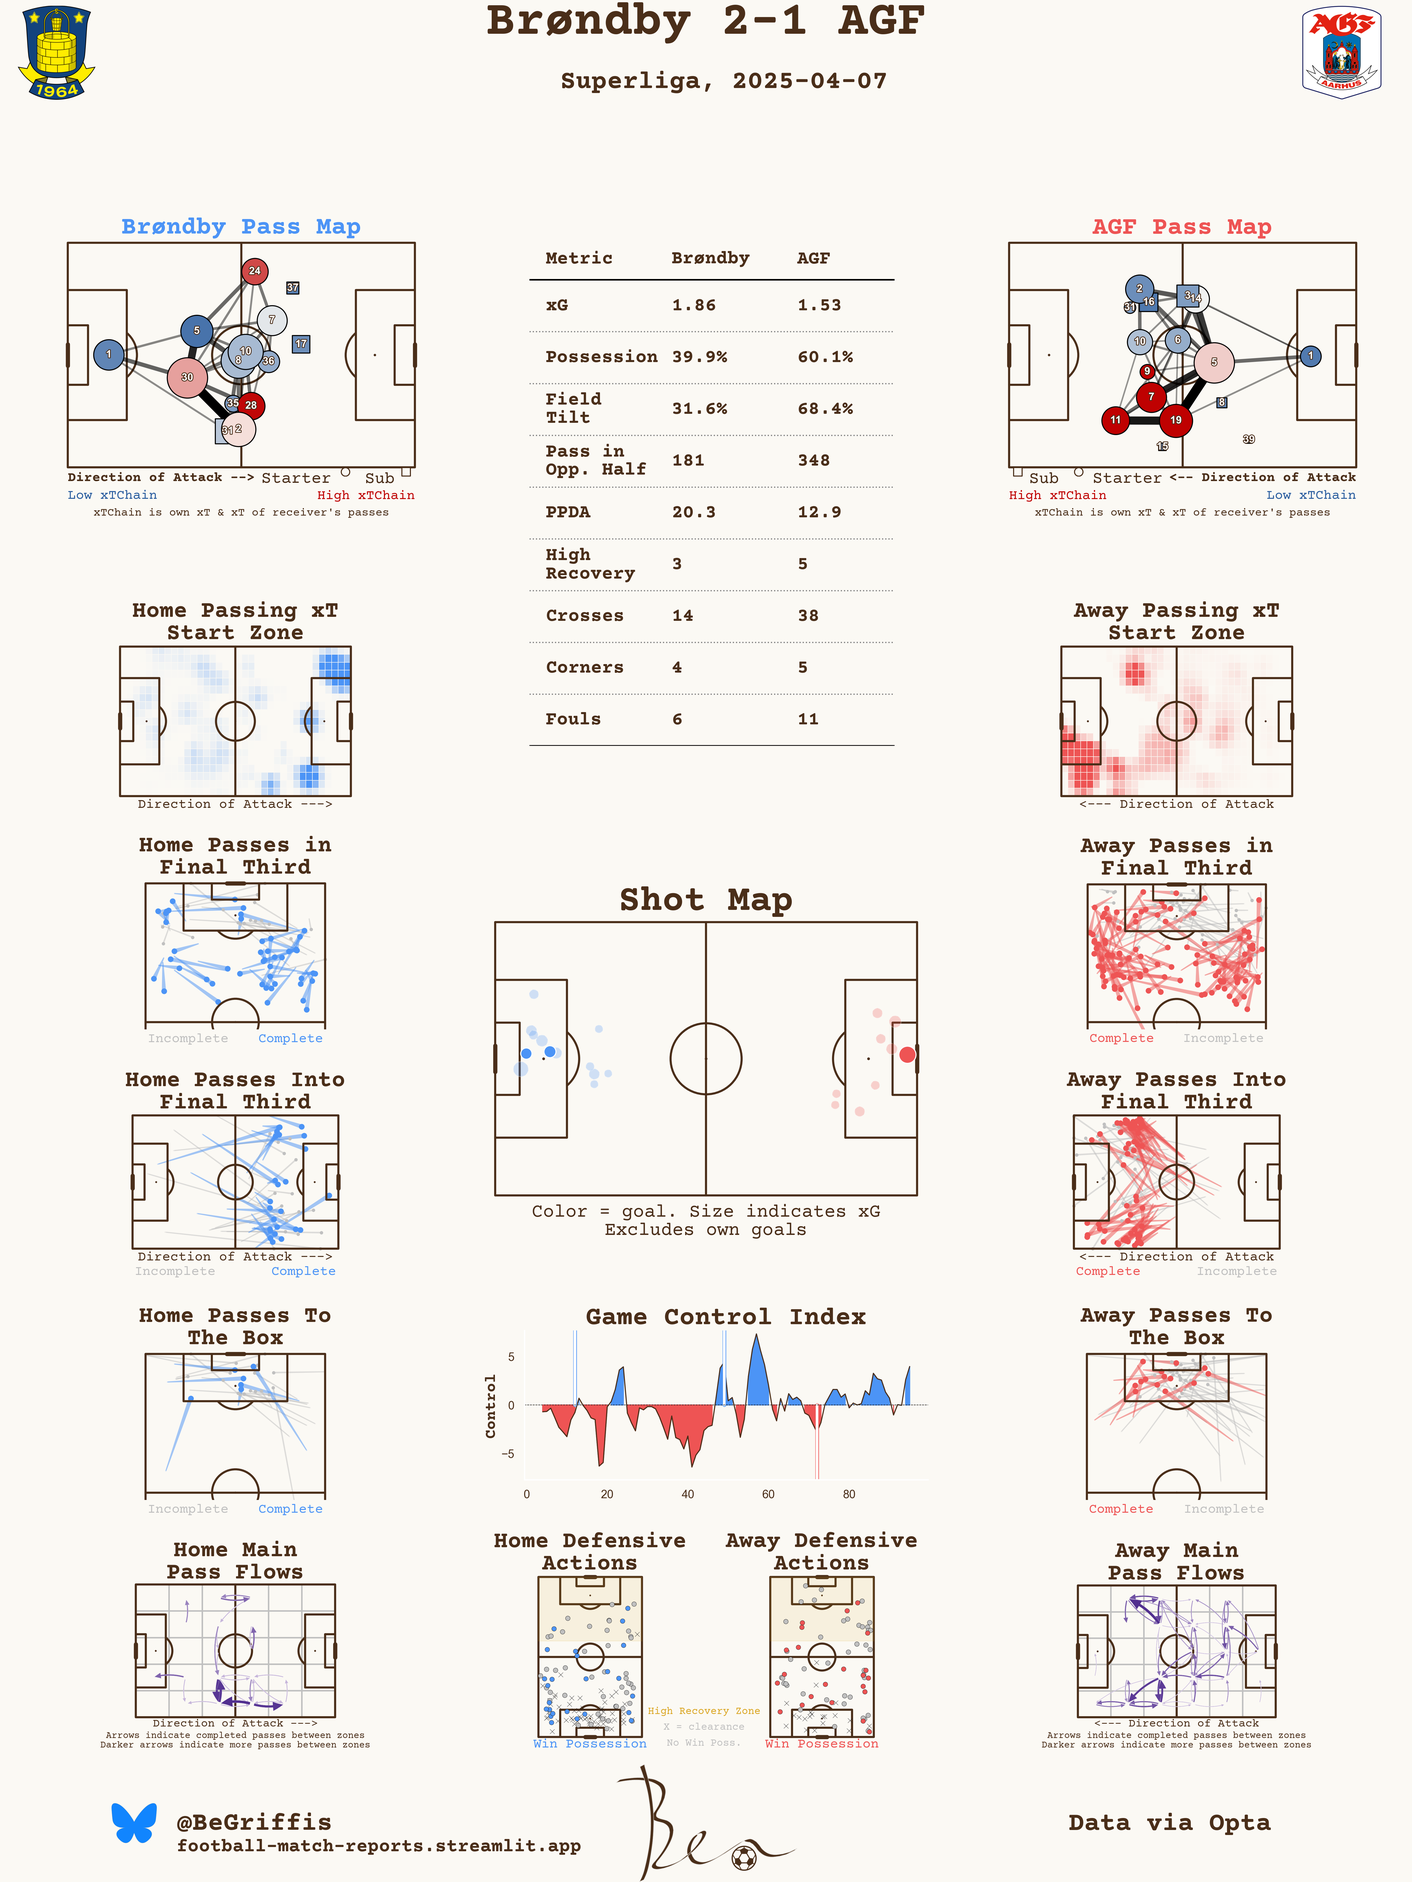 Brøndby 2-1 AGF
Superliga, 2025-04-07
1964
AGF
AARHUS
Brøndby Pass Map
24
37
7
5
17
1
10
8
36
30
35
28
31
2
Direction of Attack --> Starter Sub
Low xTChain High xTChain
xTChain is own xT & xT of receiver's passes
Metric Brøndby AGF
xG 1.86 1.53
Possession 39.9% 60.1%
Field
Tilt 31.6% 68.4%
Pass in
Opp. Half 181 348
PPDA 20.3 12.9
High
Recovery 3 5
Crosses 14 38
Corners 4 5
Fouls 6 11
AGF Pass Map
2
3
14
31
16
10
6
1
5
9
7
8
11
19
15
39
Sub Starter <-- Direction of Attack
High xTChain Low xTChain
xTChain is own xT & xT of receiver's passes
Home Passing xT
Start Zone
Direction of Attack --->
Away Passing xT
Start Zone
<--- Direction of Attack
Home Passes in
Final Third
Incomplete Complete
Away Passes in
Final Third
Complete Incomplete
Shot Map
Color = goal. Size indicates xG
Excludes own goals
Home Passes Into
Final Third
Direction of Attack --->
Incomplete Complete
Away Passes Into
Final Third
<--- Direction of Attack
Complete Incomplete
Home Passes To
The Box
Incomplete Complete
Game Control Index
Control
5
0
−5
0 20 40 60 80
Away Passes To
The Box
Complete Incomplete
Home Main
Pass Flows
Direction of Attack --->
Arrows indicate completed passes between zones
Darker arrows indicate more passes between zones
Home Defensive
Actions
Win Possession
High Recovery Zone
X = clearance
No Win Poss.
Away Defensive
Actions
Win Possession
Away Main
Pass Flows
<--- Direction of Attack
Arrows indicate completed passes between zones
Darker arrows indicate more passes between zones
@BeGriffis
football-match-reports.streamlit.app
Ben
Data via Opta